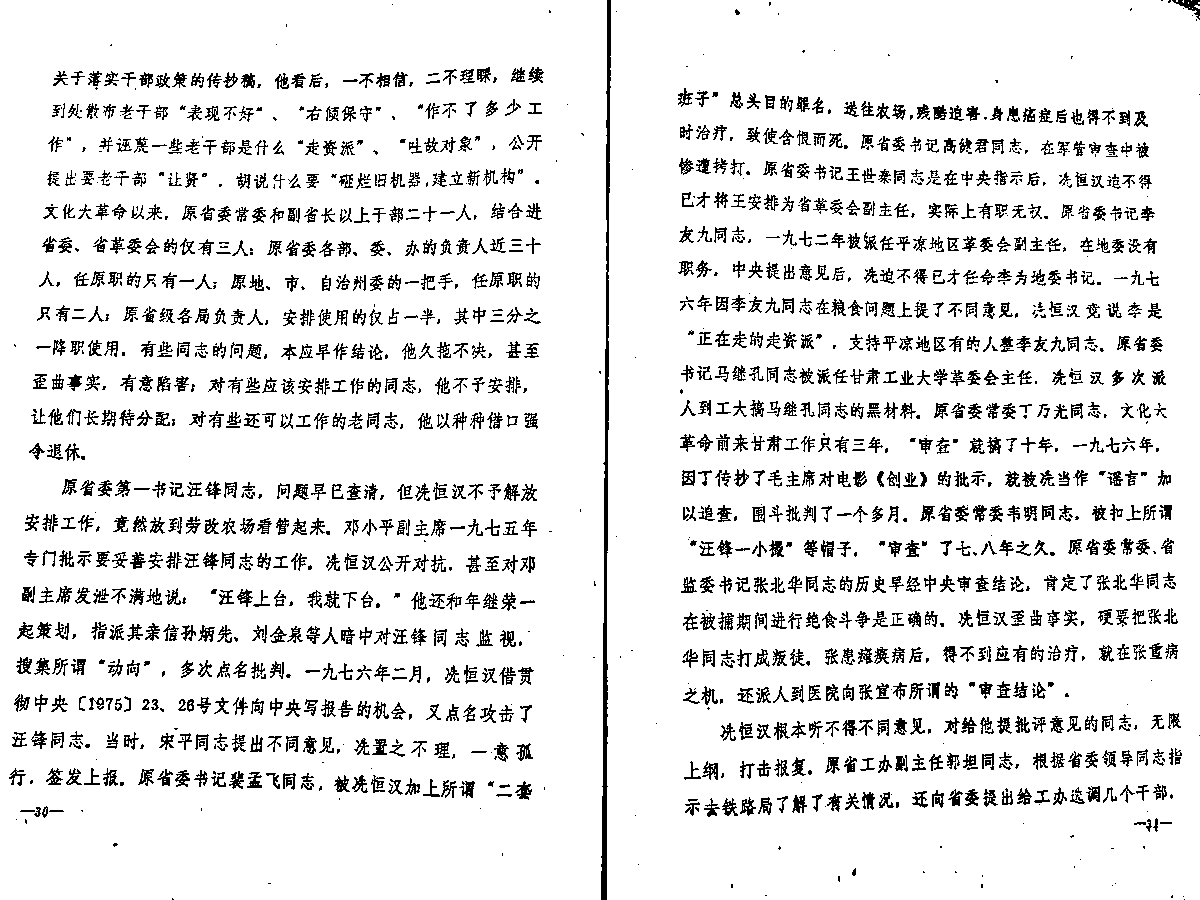 关于落实干部政策的传抄稿，他看后，一不相信，二不理睬，继续
到处散布老干部“表现不好”、“右倾保守”、“作不了多少工
作”，并诬蔑一些老干部是什么“走资派”、“吐故对象”，公开
提出要老干部“让贤”，胡说什么要“砸烂旧机器，建立新机构”。
文化大革命以来，原省委常委和副省长以上干部二十一人，结合进
省委、省革委会的仅有三人；原省委各部、委、办的负责人近三十
人，任原职的只有一人；原地、市、自治州委的一把手，任原职的
只有二人；原省级各局负责人，安排使用的仅占一半，其中三分之
一降职使用。有些同志的问题，本应早作结论，他久拖不决，甚至
歪曲事实，有意陷害；对有些应该安排工作的同志，他不予安排，
让他们长期待分配；对有些还可以工作的老同志，他以种种借口强
令退休。
原省委第一书记汪锋同志，问题早已查清，但冼恒汉不予解放
安排工作，竟然放到劳改农场看管起来。邓小平副主席一九七五年
专门批示要妥善安排汪锋同志的工作。冼恒汉公开对抗，甚至对邓
副主席发泄不满地说：“汪锋上台，我就下台。”他还和年继荣一
起策划，指派其亲信孙炳先、刘金泉等人暗中对汪锋同志监视，
搜集所谓“动向”，多次点名批判。一九七六年二月，冼恒汉借贯
彻中央〔1975〕23、26号文件向中央写报告的机会，又点名攻击了
汪锋同志。当时，宋平同志提出不同意见，冼置之不理，一意孤
行，签发上报。原省委书记裴孟飞同志，被冼恒汉加上所谓“二套
—30—
班子”总头目的罪名，送往农场，残酷迫害，身患癌症后也得不到及
时治疗，致使含恨而死。原省委书记高健君同志，在军管审查中被
惨遭拷打。原省委书记王世泰同志是在中央指示后，冼恒汉迫不得
已才将王安排为省革委会副主任，实际上有职无权。原省委书记李
友九同志，一九七二年被派任平凉地区革委会副主任，在地委没有
职务，中央提出意见后，冼迫不得已才任命李为地委书记。一九七
六年因李友九同志在粮食问题上提了不同意见，冼恒汉竟说李是
“正在走的走资派”，支持平凉地区有的人整李友九同志。原省委
书记马继孔同志被派任甘肃工业大学革委会主任，冼恒汉多次派
人到工大搞马继孔同志的黑材料。原省委常委丁乃光同志，文化大
革命前来甘肃工作只有三年，“审查”就搞了十年，一九七六年，
因丁传抄了毛主席对电影《创业》的批示，就被冼当作“谣言”加
以追查，围斗批判了一个多月。原省委常委韦明同志，被扣上所谓
“汪锋一小撮”等帽子，“审查”了七、八年之久。原省委常委、省
监委书记张北华同志的历史早经中央审查结论，肯定了张北华同志
在被捕期间进行绝食斗争是正确的。冼恒汉歪曲事实，硬要把张北
华同志打成叛徒。张患瘫痪病后，得不到应有的治疗，就在张重病
之机，还派人到医院向张宣布所谓的“审查结论”。
冼恒汉根本听不得不同意见，对给他提批评意见的同志，无限
上纲，打击报复。原省工办副主任郭坦同志，根据省委领导同志指
示去铁路局了解了有关情况，还向省委提出给工办选调几个干部，
—31—